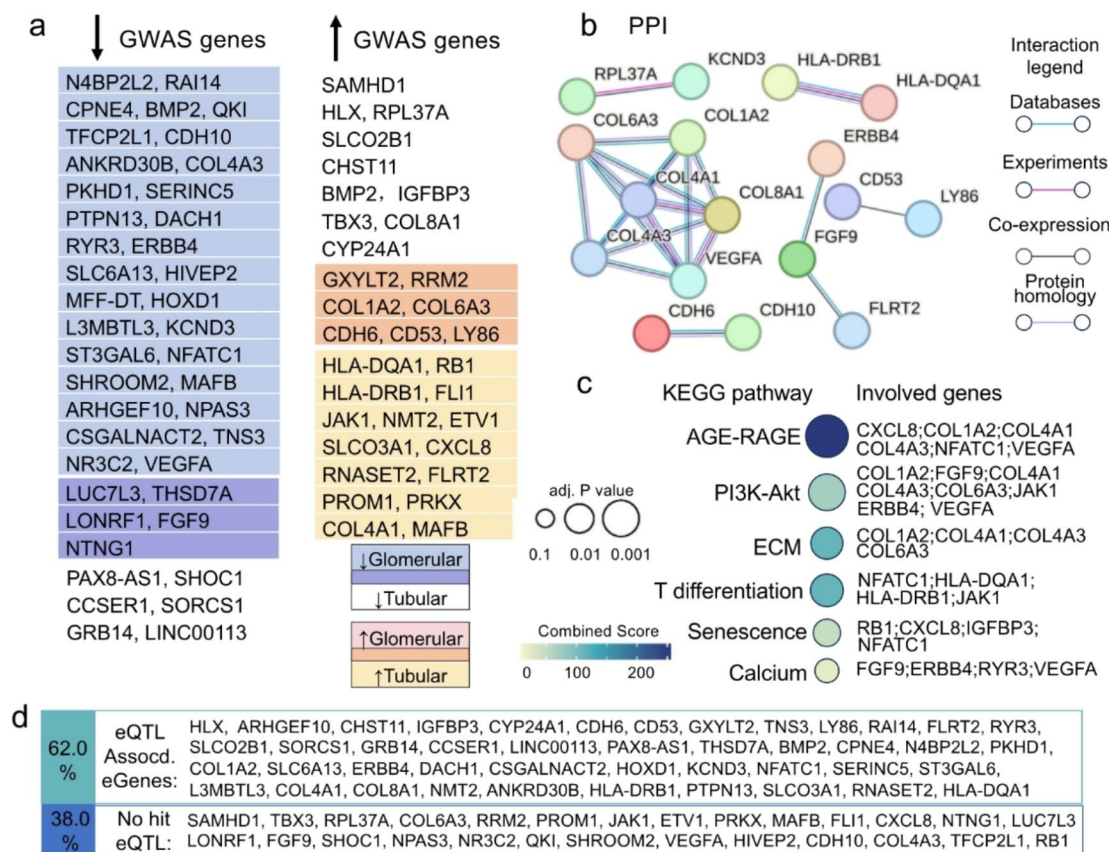 a
GWAS genes
N4BP2L2, RAI14
CPNE4, BMP2, QKI
TFCP2L1, CDH10
ANKRD30B, COL4A3
PKHD1, SERINC5
PTPN13, DACH1
RYR3, ERBB4
SLC6A13, HIVEP2
MFF-DT, HOXD1
L3MBTL3, KCND3
ST3GAL6, NFATC1
SHROOM2, MAFB
ARHGEF10, NPAS3
CSGALNACT2, TNS3
NR3C2, VEGFA
LUC7L3, THSD7A
LONRF1, FGF9
NTNG1
PAX8-AS1, SHOC1
CCSER1, SORCS1
GRB14, LINC00113
GWAS genes
SAMHD1
HLX, RPL37A
SLCO2B1
CHST11
BMP2, IGFBP3
TBX3, COL8A1
CYP24A1
GXYLT2, RRM2
COL1A2, COL6A3
CDH6, CD53, LY86
HLA-DQA1, RB1
HLA-DRB1, FLI1
JAK1, NMT2, ETV1
SLCO3A1, CXCL8
RNASET2, FLRT2
PROM1, PRKX
COL4A1, MAFB
↓Glomerular
↓Tubular
↑Glomerular
↑Tubular
b PPI
RPL37A
KCND3
HLA-DRB1
HLA-DQA1
COL6A3
COL1A2
ERBB4
COL4A1
COL8A1
CD53
LY86
COL4A3
VEGFA
FGF9
CDH6
CDH10
FLRT2
Interaction
legend
Databases
Experiments
Co-expression
Protein
homology
c
KEGG pathway Involved genes
AGE-RAGE
CXCL8;COL1A2;COL4A1
COL4A3;NFATC1;VEGFA
PI3K-Akt
COL1A2;FGF9;COL4A1
COL4A3;COL6A3;JAK1
ERBB4; VEGFA
ECM
COL1A2;COL4A1;COL4A3
COL6A3
T differentiation
NFATC1;HLA-DQA1;
HLA-DRB1;JAK1
Senescence
RB1;CXCL8;IGFBP3;
NFATC1
Calcium
FGF9;ERBB4;RYR3;VEGFA
adj. P value
0.1 0.01 0.001
Combined Score
0 100 200
d
62.0
%
eQTL
Assocd.
eGenes:
HLX, ARHGEF10, CHST11, IGFBP3, CYP24A1, CDH6, CD53, GXYLT2, TNS3, LY86, RAI14, FLRT2, RYR3,
SLCO2B1, SORCS1, GRB14, CCSER1, LINC00113, PAX8-AS1, THSD7A, BMP2, CPNE4, N4BP2L2, PKHD1,
COL1A2, SLC6A13, ERBB4, DACH1, CSGALNACT2, HOXD1, KCND3, NFATC1, SERINC5, ST3GAL6,
L3MBTL3, COL4A1, COL8A1, NMT2, ANKRD30B, HLA-DRB1, PTPN13, SLCO3A1, RNASET2, HLA-DQA1
38.0
%
No hit
eQTL:
SAMHD1, TBX3, RPL37A, COL6A3, RRM2, PROM1, JAK1, ETV1, PRKX, MAFB, FLI1, CXCL8, NTNG1, LUC7L3
LONRF1, FGF9, SHOC1, NPAS3, NR3C2, QKI, SHROOM2, VEGFA, HIVEP2, CDH10, COL4A3, TFCP2L1, RB1